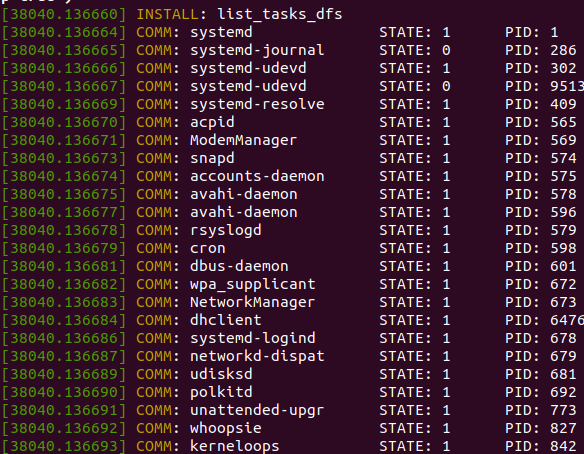 [38040.136660] INSTALL: list_tasks_dfs
[38040.136664] COMM: systemd STATE: 1 PID: 1
[38040.136665] COMM: systemd-journal STATE: 0 PID: 286
[38040.136666] COMM: systemd-udevd STATE: 1 PID: 302
[38040.136667] COMM: systemd-udevd STATE: 0 PID: 9513
[38040.136669] COMM: systemd-resolve STATE: 1 PID: 409
[38040.136670] COMM: acpid STATE: 1 PID: 565
[38040.136671] COMM: ModemManager STATE: 1 PID: 569
[38040.136673] COMM: snapd STATE: 1 PID: 574
[38040.136674] COMM: accounts-daemon STATE: 1 PID: 575
[38040.136675] COMM: avahi-daemon STATE: 1 PID: 578
[38040.136677] COMM: avahi-daemon STATE: 1 PID: 596
[38040.136678] COMM: rsyslogd STATE: 1 PID: 579
[38040.136679] COMM: cron STATE: 1 PID: 598
[38040.136681] COMM: dbus-daemon STATE: 1 PID: 601
[38040.136682] COMM: wpa_supplicant STATE: 1 PID: 672
[38040.136683] COMM: NetworkManager STATE: 1 PID: 673
[38040.136684] COMM: dhclient STATE: 1 PID: 6476
[38040.136686] COMM: systemd-logind STATE: 1 PID: 678
[38040.136687] COMM: networkd-dispat STATE: 1 PID: 679
[38040.136689] COMM: udisksd STATE: 1 PID: 681
[38040.136690] COMM: polkitd STATE: 1 PID: 692
[38040.136691] COMM: unattended-upgr STATE: 1 PID: 773
[38040.136692] COMM: whoopsie STATE: 1 PID: 827
[38040.136693] COMM: kerneloops STATE: 1 PID: 842